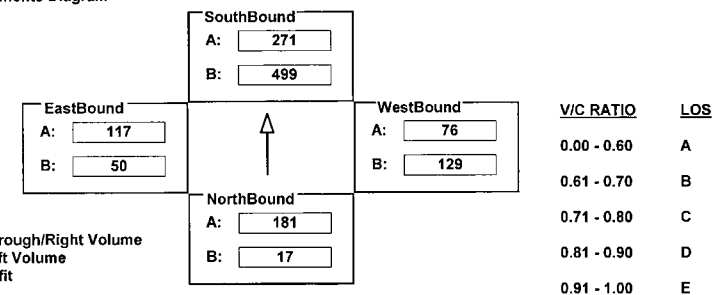 SouthBound
A: 271
B: 499
EastBound
A: 117
B: 50
WestBound
A: 76
B: 129
NorthBound
A: 181
B: 17
V/C RATIO LOS
0.00 - 0.60 A
0.61 - 0.70 B
0.71 - 0.80 C
0.81 - 0.90 D
0.91 - 1.00 E
rough/Right Volume
ft Volume
fit